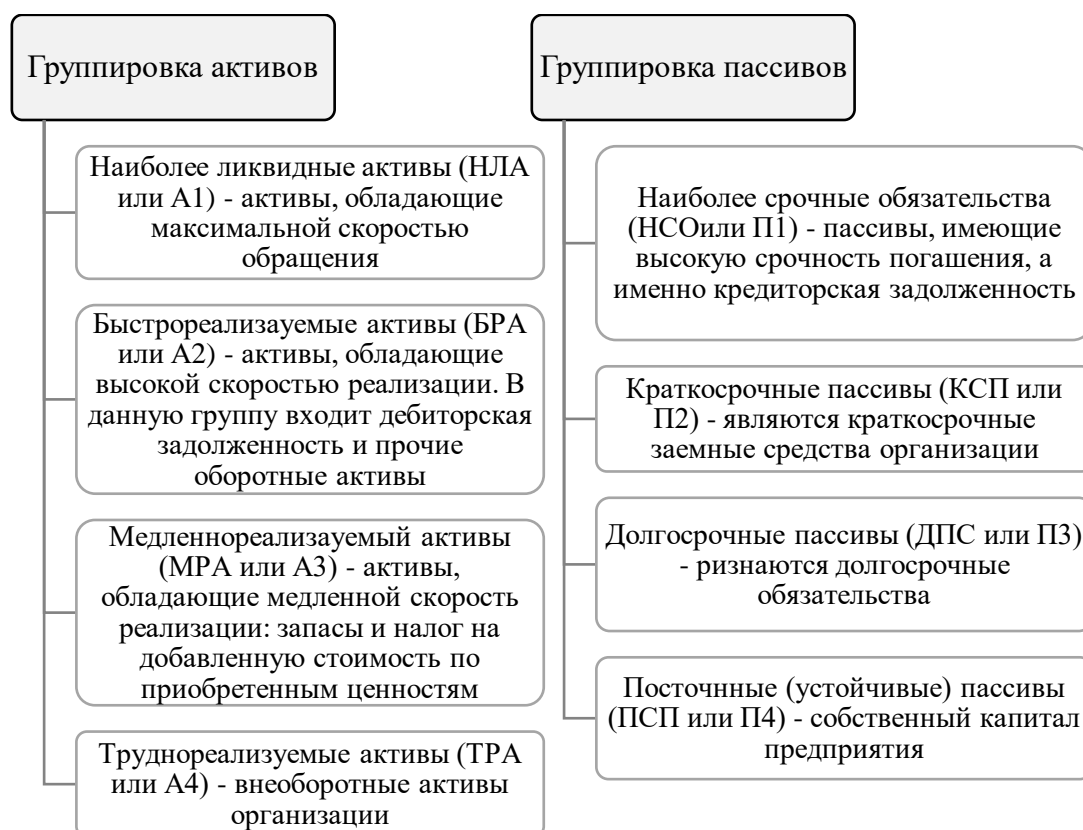 Группировка активов
Наиболее ликвидные активы (НЛА
или А1) - активы, обладающие
максимальной скоростью
обращения
Быстрореализауемые активы (БРА
или А2) - активы, обладающие
высокой скоростью реализации. В
данную группу входит дебиторская
задолженность и прочие
оборотные активы
Медленнореализауемый активы
(МРА или А3) - активы,
обладающие медленной скорость
реализации: запасы и налог на
добавленную стоимость по
приобретенным ценностям
Труднореализуемые активы (ТРА
или А4) - внеоборотные активы
организации
Группировка пассивов
Наиболее срочные обязательства
(НСОили П1) - пассивы, имеющие
высокую срочность погашения, а
именно кредиторская задолженность
Краткосрочные пассивы (КСП или
П2) - являются краткосрочные
заемные средства организации
Долгосрочные пассивы (ДПС или П3)
- ризнаются долгосрочные
обязательства
Посточнные (устойчивые) пассивы
(ПСП или П4) - собственный капитал
предприятия